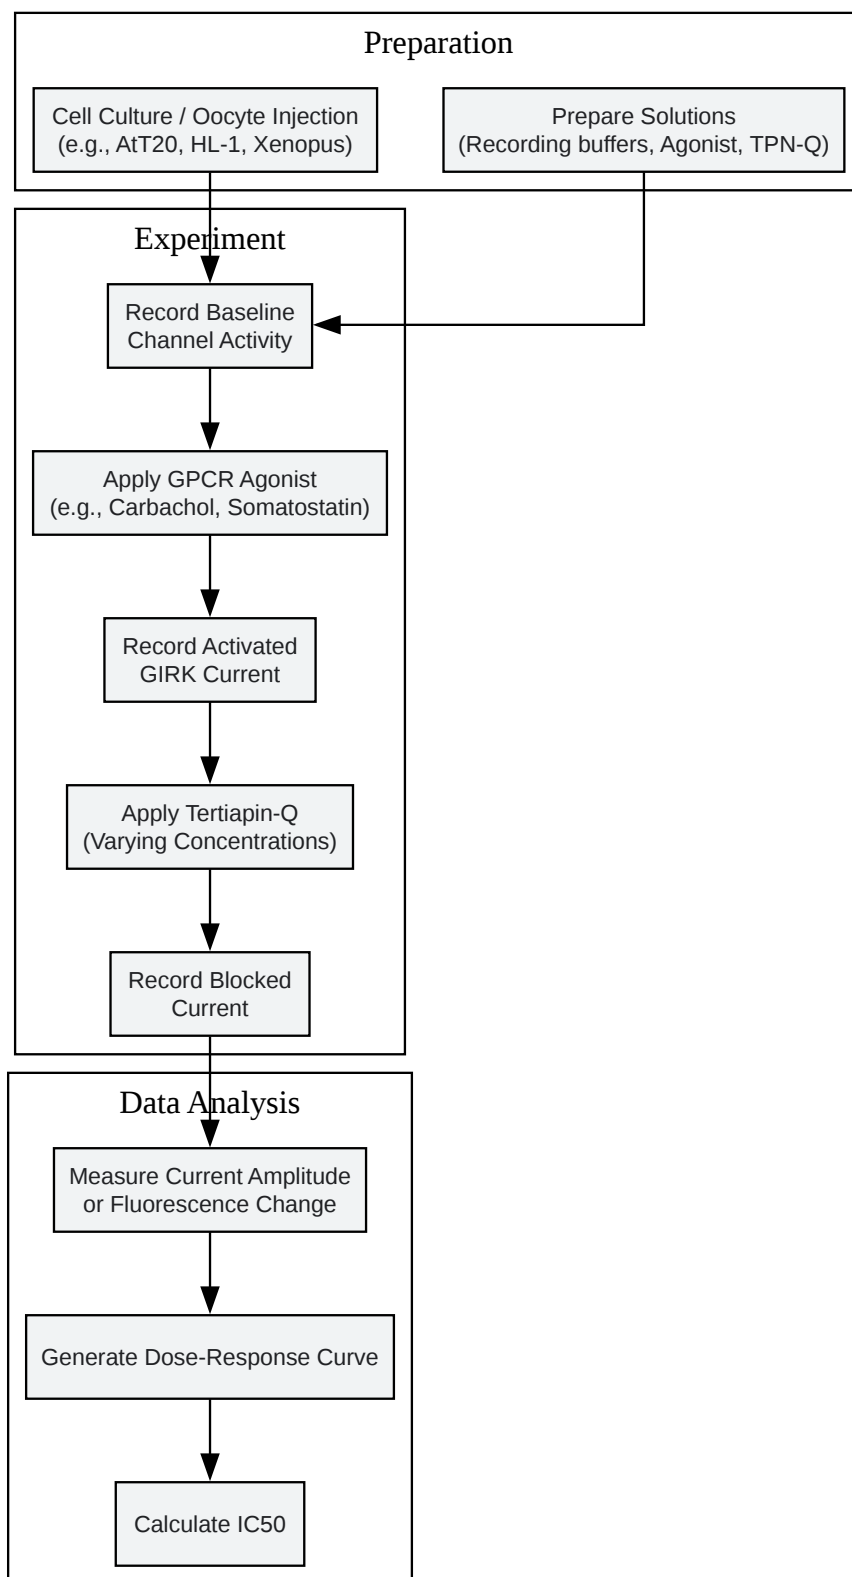 Preparation
Cell Culture / Oocyte Injection
(e.g., AtT20, HL-1, Xenopus)
Prepare Solutions
(Recording buffers, Agonist, TPN-Q)
Experiment
Record Baseline
Channel Activity
Apply GPCR Agonist
(e.g., Carbachol, Somatostatin)
Record Activated
GIRK Current
Apply Tertiapin-Q
(Varying Concentrations)
Record Blocked
Current
Data Analysis
Measure Current Amplitude
or Fluorescence Change
Generate Dose-Response Curve
Calculate IC50